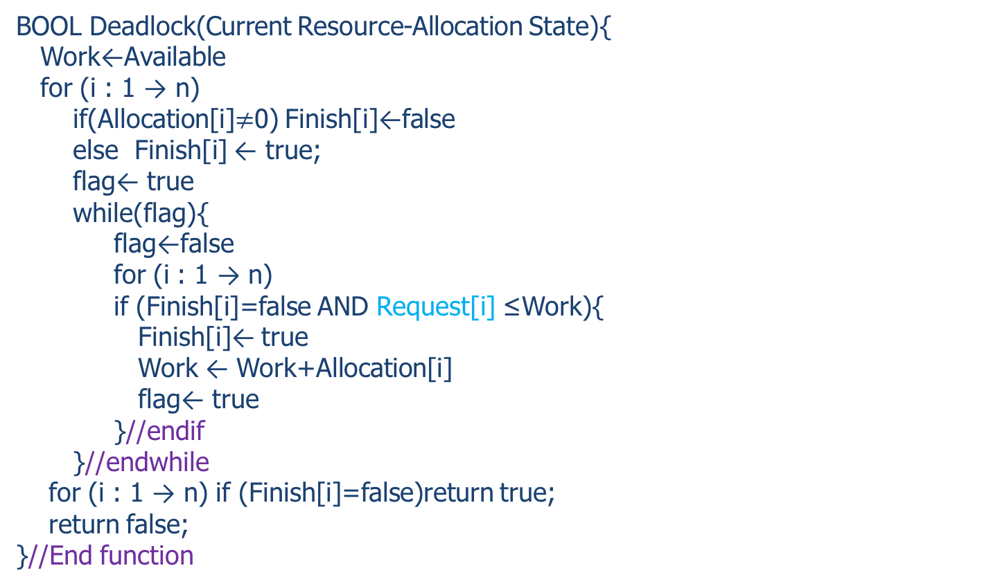 BOOL Deadlock(Current Resource-Allocation State){
Work←Available
for (i : 1 → n)
if(Allocation[i]≠0) Finish[i]←false
else Finish[i] ← true;
flag← true
while(flag){
flag←false
for (i : 1 → n)
if (Finish[i]=false AND Request[i] ≤Work){
Finish[i]← true
Work ← Work+Allocation[i]
flag← true
}//endif
}//endwhile
for (i : 1 → n) if (Finish[i]=false)return true;
return false;
}//End function